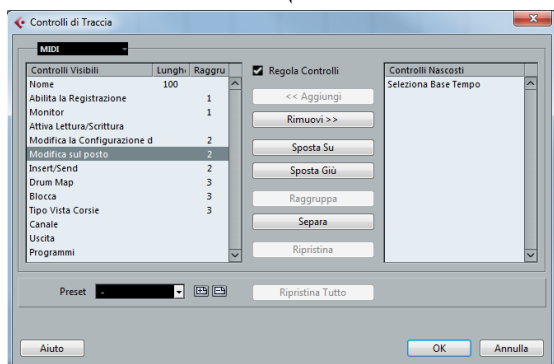 Controlli di Traccia
MIDI
Controlli Visibili Lunghe Raggru
Nome 100
Abilita la Registrazione 1
Monitor 1
Attiva Lettura/Scrittura
Modifica la Configurazione d 2
Modifica sul posto 2
Insert/Send 2
Drum Map 3
Blocca 3
Tipo Vista Corsie 3
Canale
Uscita
Programmi
Regola Controlli
<< Aggiungi
Rimuovi >>
Sposta Su
Sposta Giù
Raggruppa
Separa
Ripristina
Controlli Nascosti
Seleziona Base Tempo
Preset -
Ripristina Tutto
Aiuto
OK
Annulla